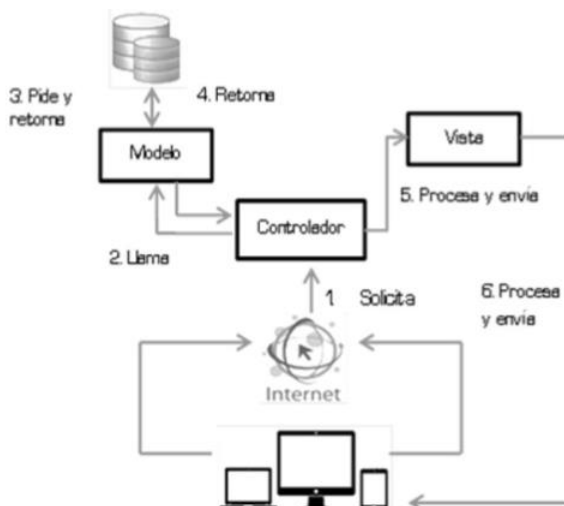 3. Pide y
retorna
4. Retorna
Modelo
Vista
5. Procesa y envía
Controlador
2. Llama
1. Solicita
6. Procesa
y envía
Internet